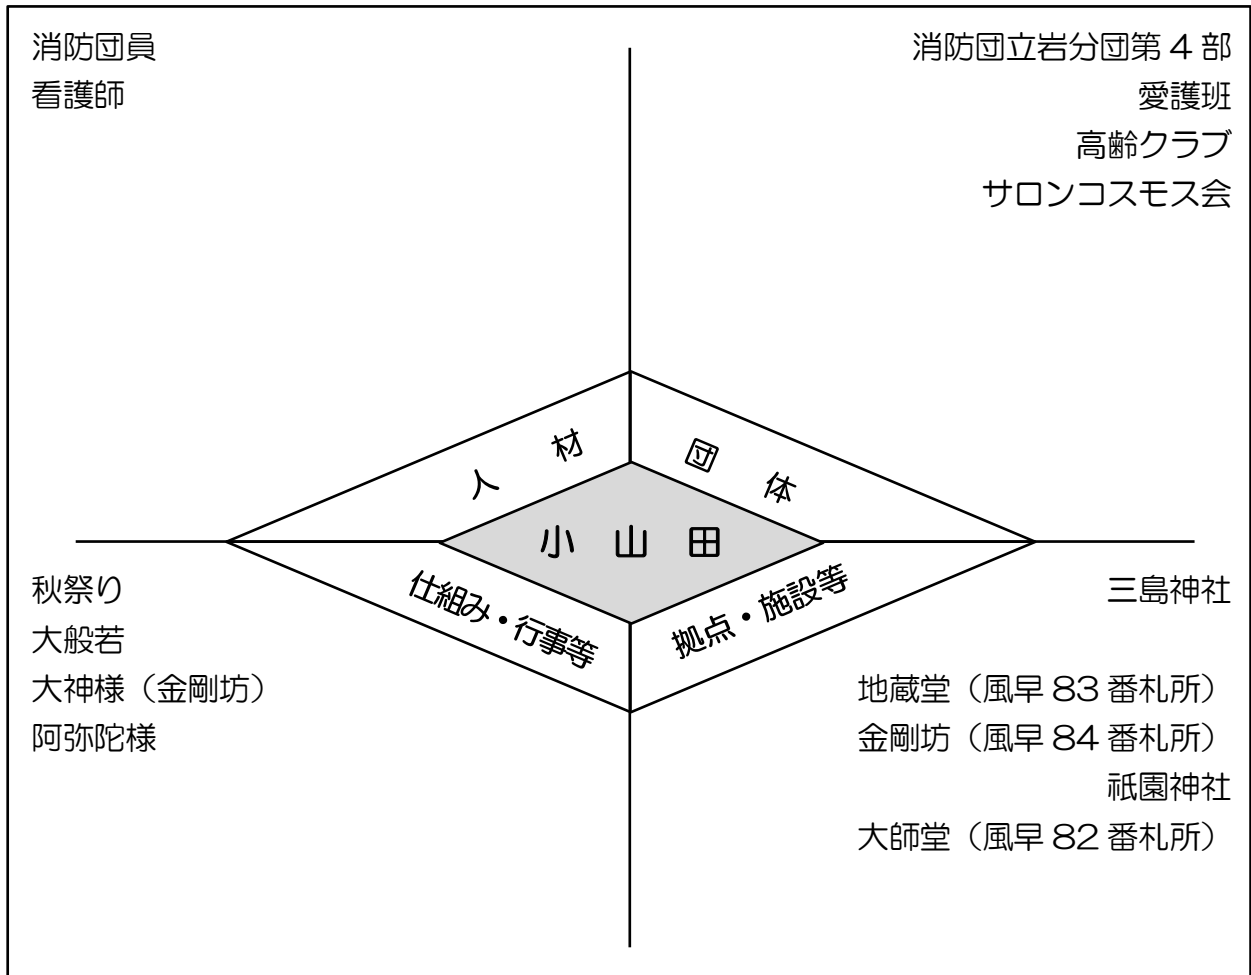 消防団員
看護師
消防団立岩分団第4部
愛護班
高齢クラブ
サロンコスモス会
人材
団体
小山田
仕組み・行事等
拠点・施設等
秋祭り
大般若
大神様（金剛坊）
阿弥陀様
三島神社
地蔵堂（風早83番札所）
金剛坊（風早84番札所）
祇園神社
大師堂（風早82番札所）